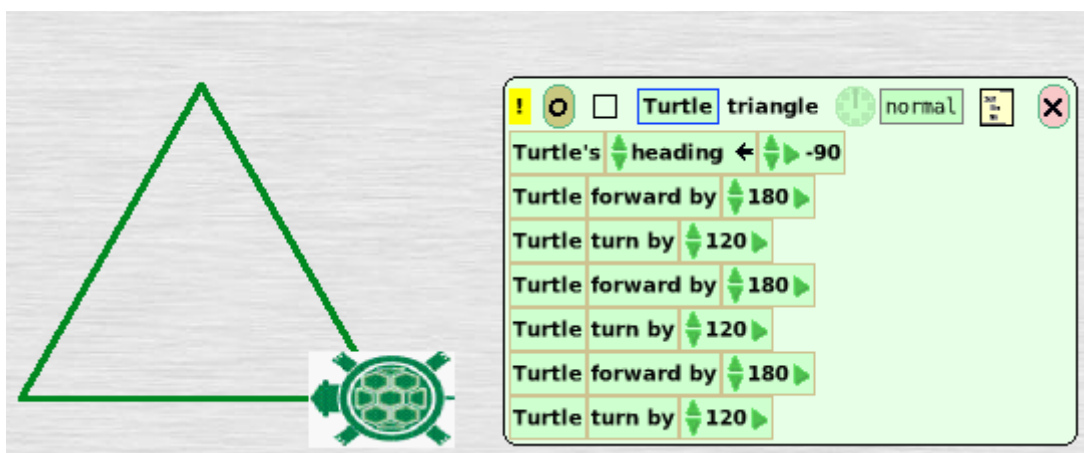 ! O Turtle triangle normal
Turtle's heading ← -90
Turtle forward by 180
Turtle turn by 120
Turtle forward by 180
Turtle turn by 120
Turtle forward by 180
Turtle turn by 120